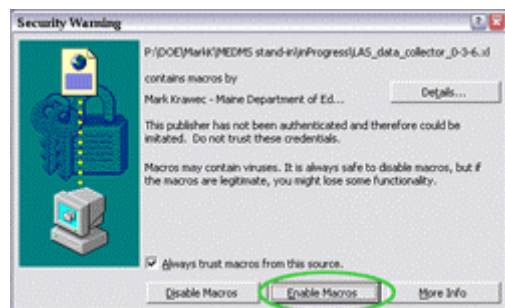 Security Warning
P:\DOE\MarkK\MEDMS stand-in\InProgress\LAS_data_collector_0-3-6.xl
contains macros by
Mark Krawec - Maine Department of Ed...
Details...
This publisher has not been authenticated and therefore could be
imitated. Do not trust these credentials.
Macros may contain viruses. It is always safe to disable macros, but if
the macros are legitimate, you might lose some functionality.
Always trust macros from this source.
Disable Macros
Enable Macros
More Info